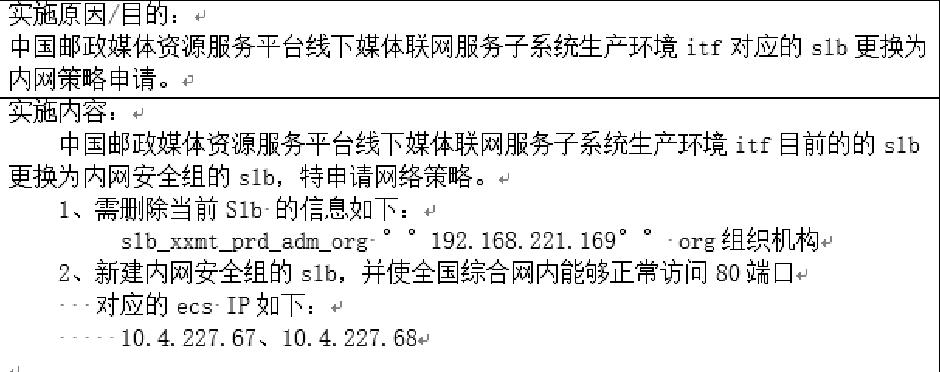 实施原因/目的：
中国邮政媒体资源服务平台线下媒体联网服务子系统生产环境 itf 对应的 slb 更换为
内网策略申请。
实施内容：
中国邮政媒体资源服务平台线下媒体联网服务子系统生产环境 itf 目前的的 slb
更换为内网安全组的 slb，特申请网络策略。
1、需删除当前 Slb 的信息如下：
slb_xxmt_prd_adm_org 192.168.221.169 org 组织机构
2、新建内网安全组的 slb，并使全国综合网内能够正常访问 80 端口
对应的 ecs IP 如下：
10.4.227.67、10.4.227.68